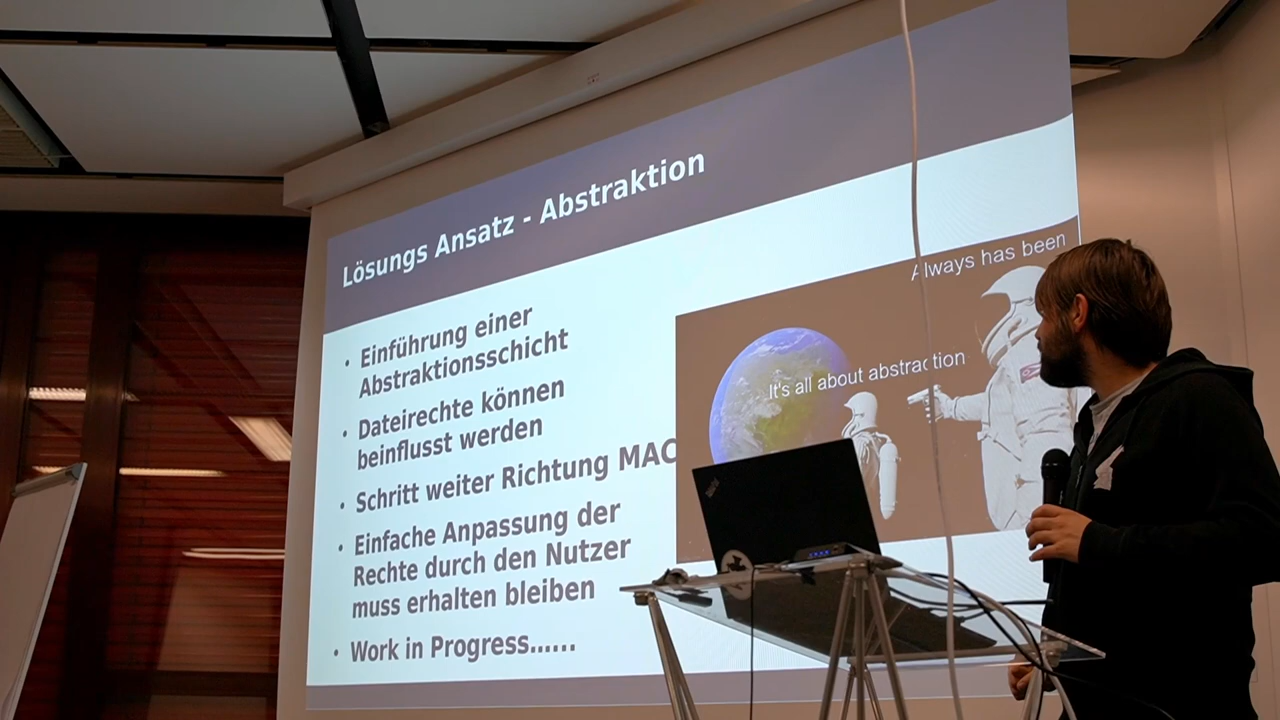 Lösungs Ansatz - Abstraktion
• Einführung einer
Abstraktionsschicht
• Dateirechte können
beinflusst werden
• Schritt weiter Richtung MAC
• Einfache Anpassung der
Rechte durch den Nutzer
muss erhalten bleiben
• Work in Progress......
Always has been
It's all about abstraction